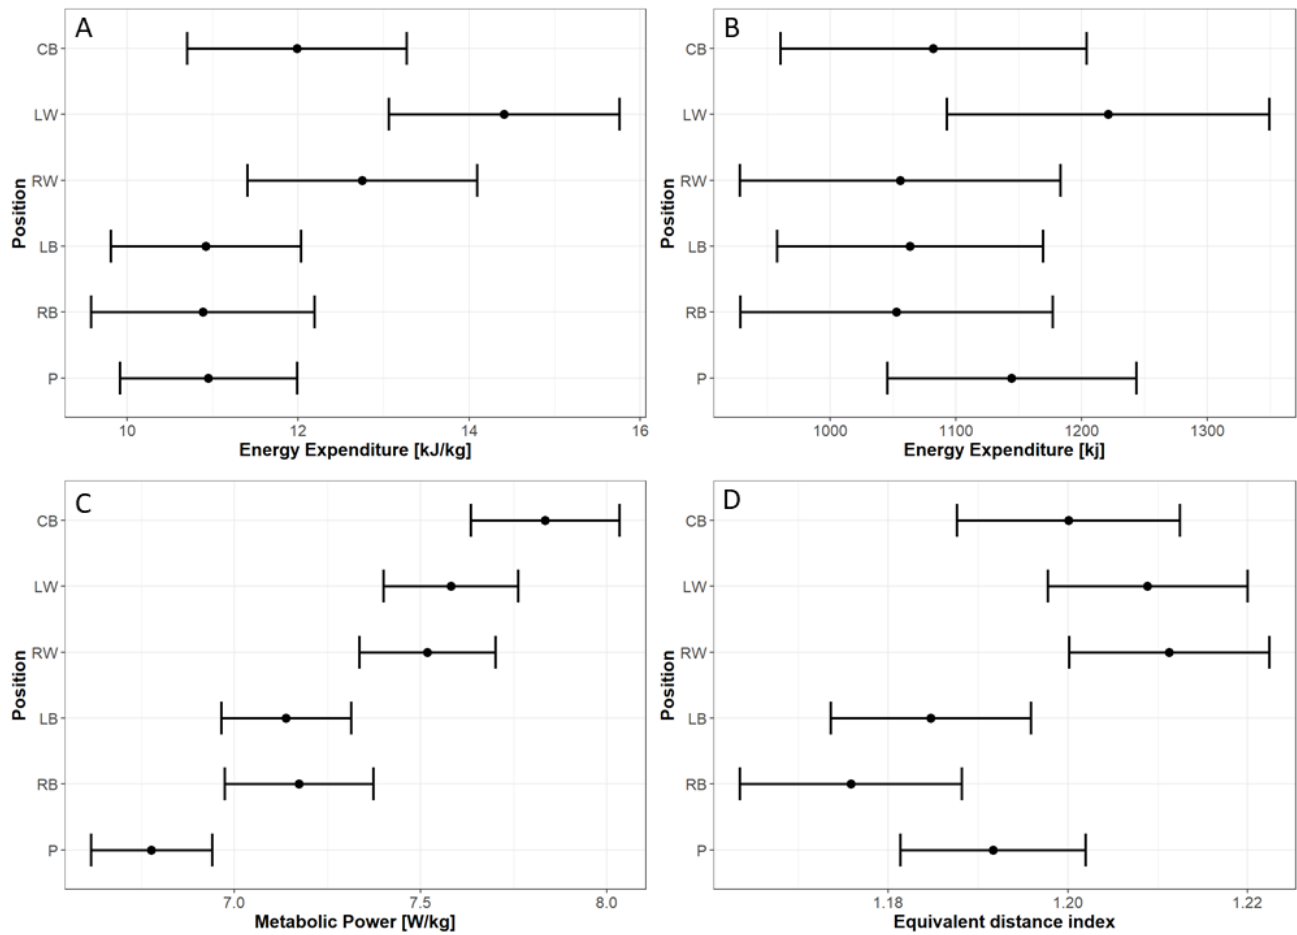 A
CB
LW
RW
LB
RB
P
Position
10 12 14 16
Energy Expenditure [kJ/kg]
B
CB
LW
RW
LB
RB
P
Position
1000 1100 1200 1300
Energy Expenditure [kj]
C
CB
LW
RW
LB
RB
P
Position
7.0 7.5 8.0
Metabolic Power [W/kg]
D
CB
LW
RW
LB
RB
P
Position
1.18 1.20 1.22
Equivalent distance index